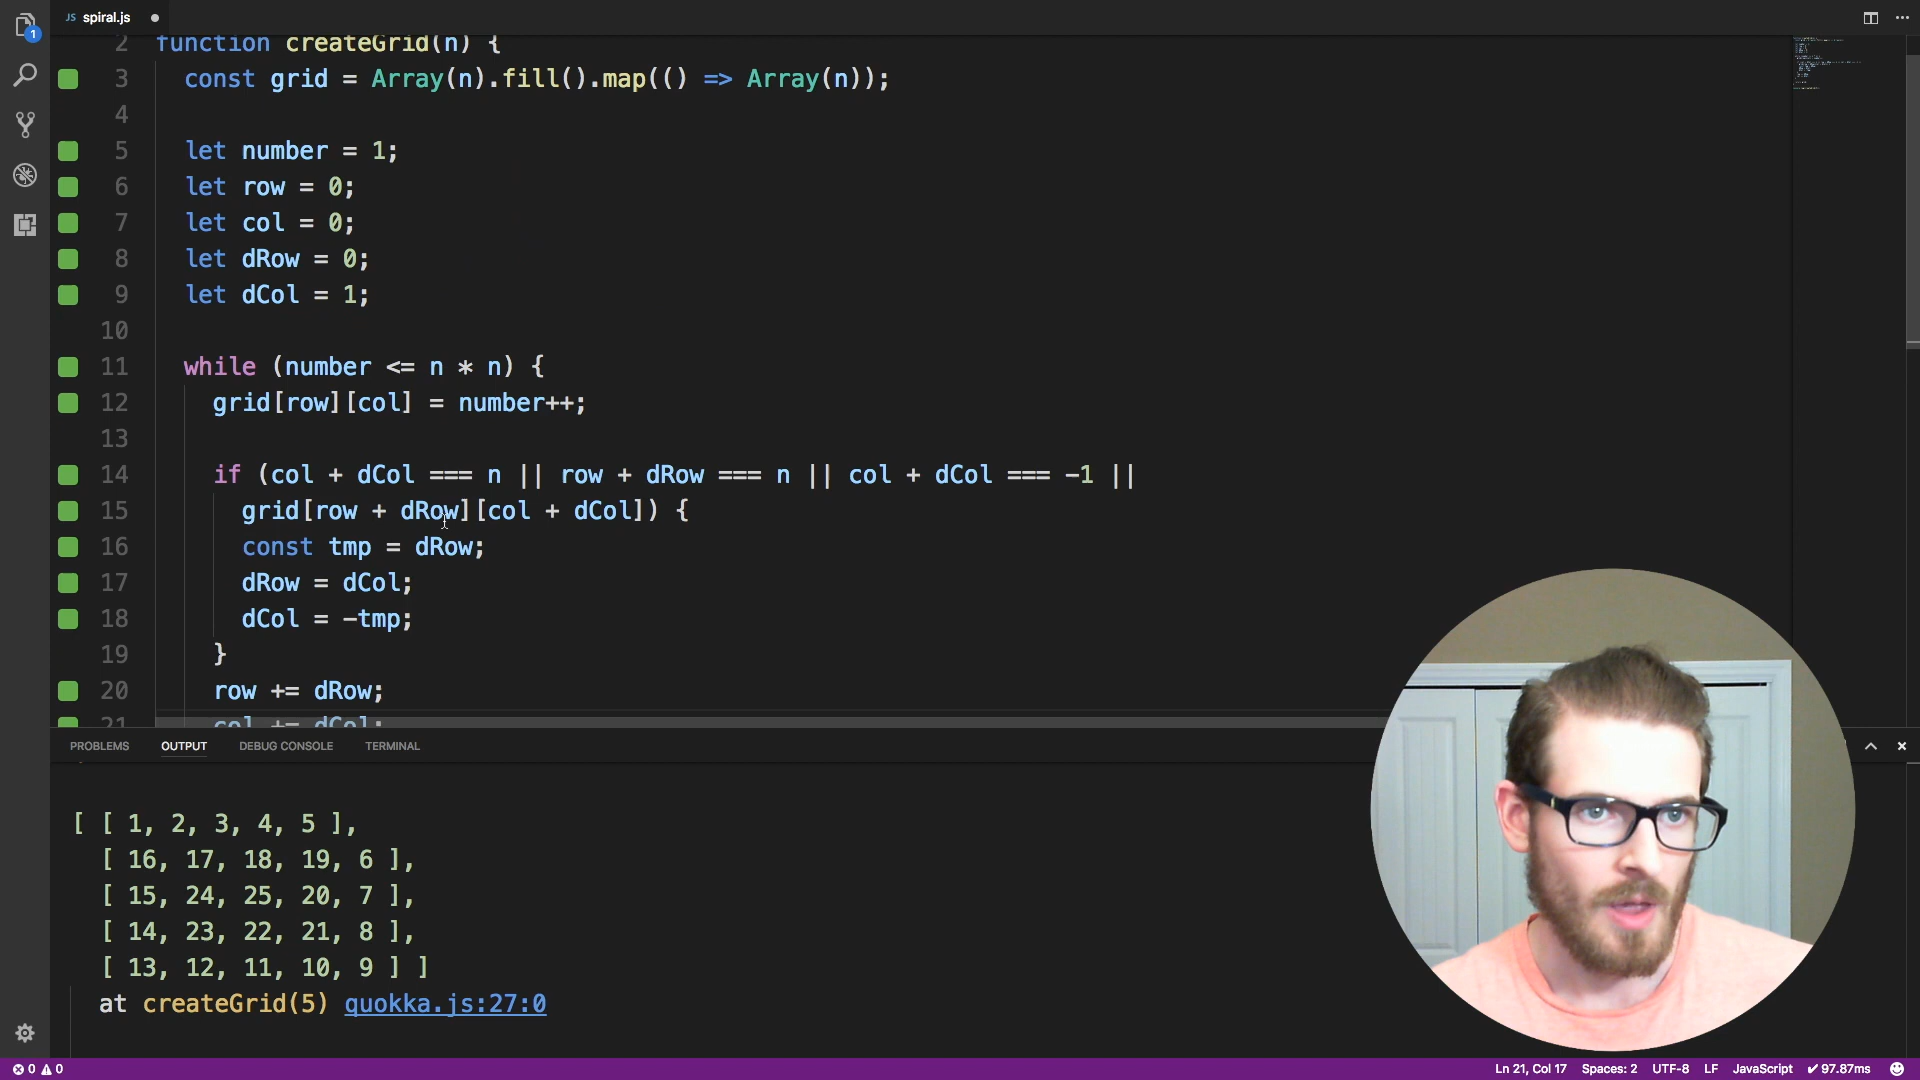 JS spiral.js
1
2 function createGrid(n) {
3 const grid = Array(n).fill().map(() => Array(n));
4
5 let number = 1;
6 let row = 0;
7 let col = 0;
8 let dRow = 0;
9 let dCol = 1;
10
11 while (number <= n * n) {
12 grid[row][col] = number++;
13
14 if (col + dCol === n || row + dRow === n || col + dCol === -1 ||
15 grid[row + dRow][col + dCol]) {
16 const tmp = dRow;
17 dRow = dCol;
18 dCol = -tmp;
19 }
20 row += dRow;
21 col += dCol;
PROBLEMS OUTPUT DEBUG CONSOLE TERMINAL
[ [ 1, 2, 3, 4, 5 ],
[ 16, 17, 18, 19, 6 ],
[ 15, 24, 25, 20, 7 ],
[ 14, 23, 22, 21, 8 ],
[ 13, 12, 11, 10, 9 ] ]
at createGrid(5) quokka.js:27:0
0 0 Ln 21, Col 17 Spaces: 2 UTF-8 LF JavaScript ✔ 97.87ms